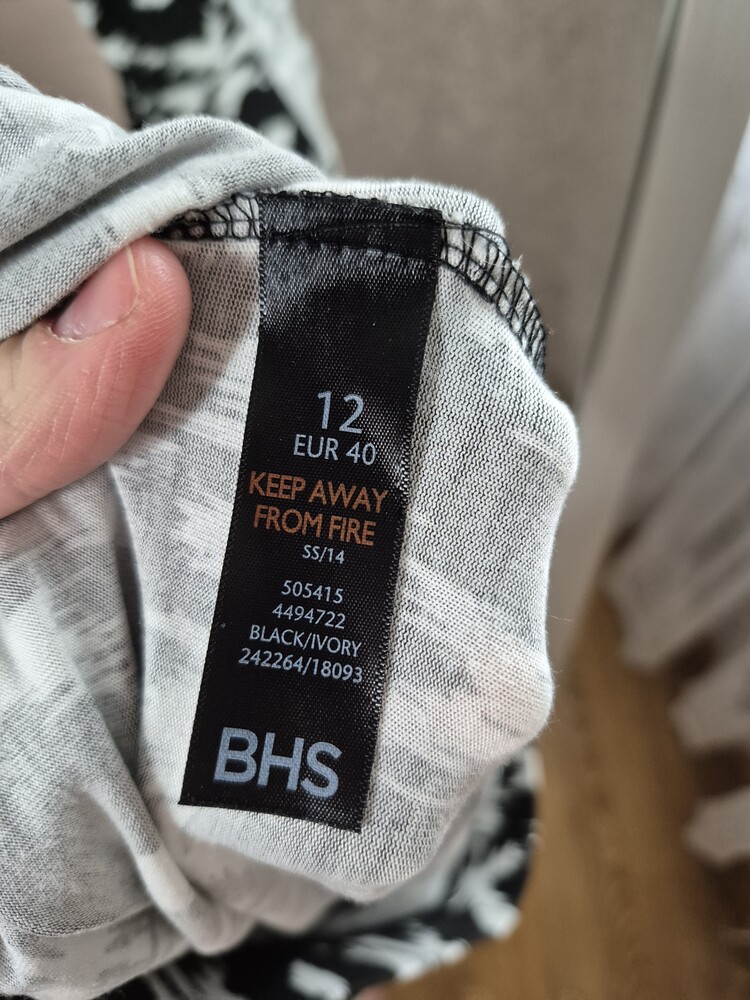 12
EUR 40
KEEP AWAY
FROM FIRE
SS/14
505415
4494722
BLACK/IVORY
242264/18093
BHS